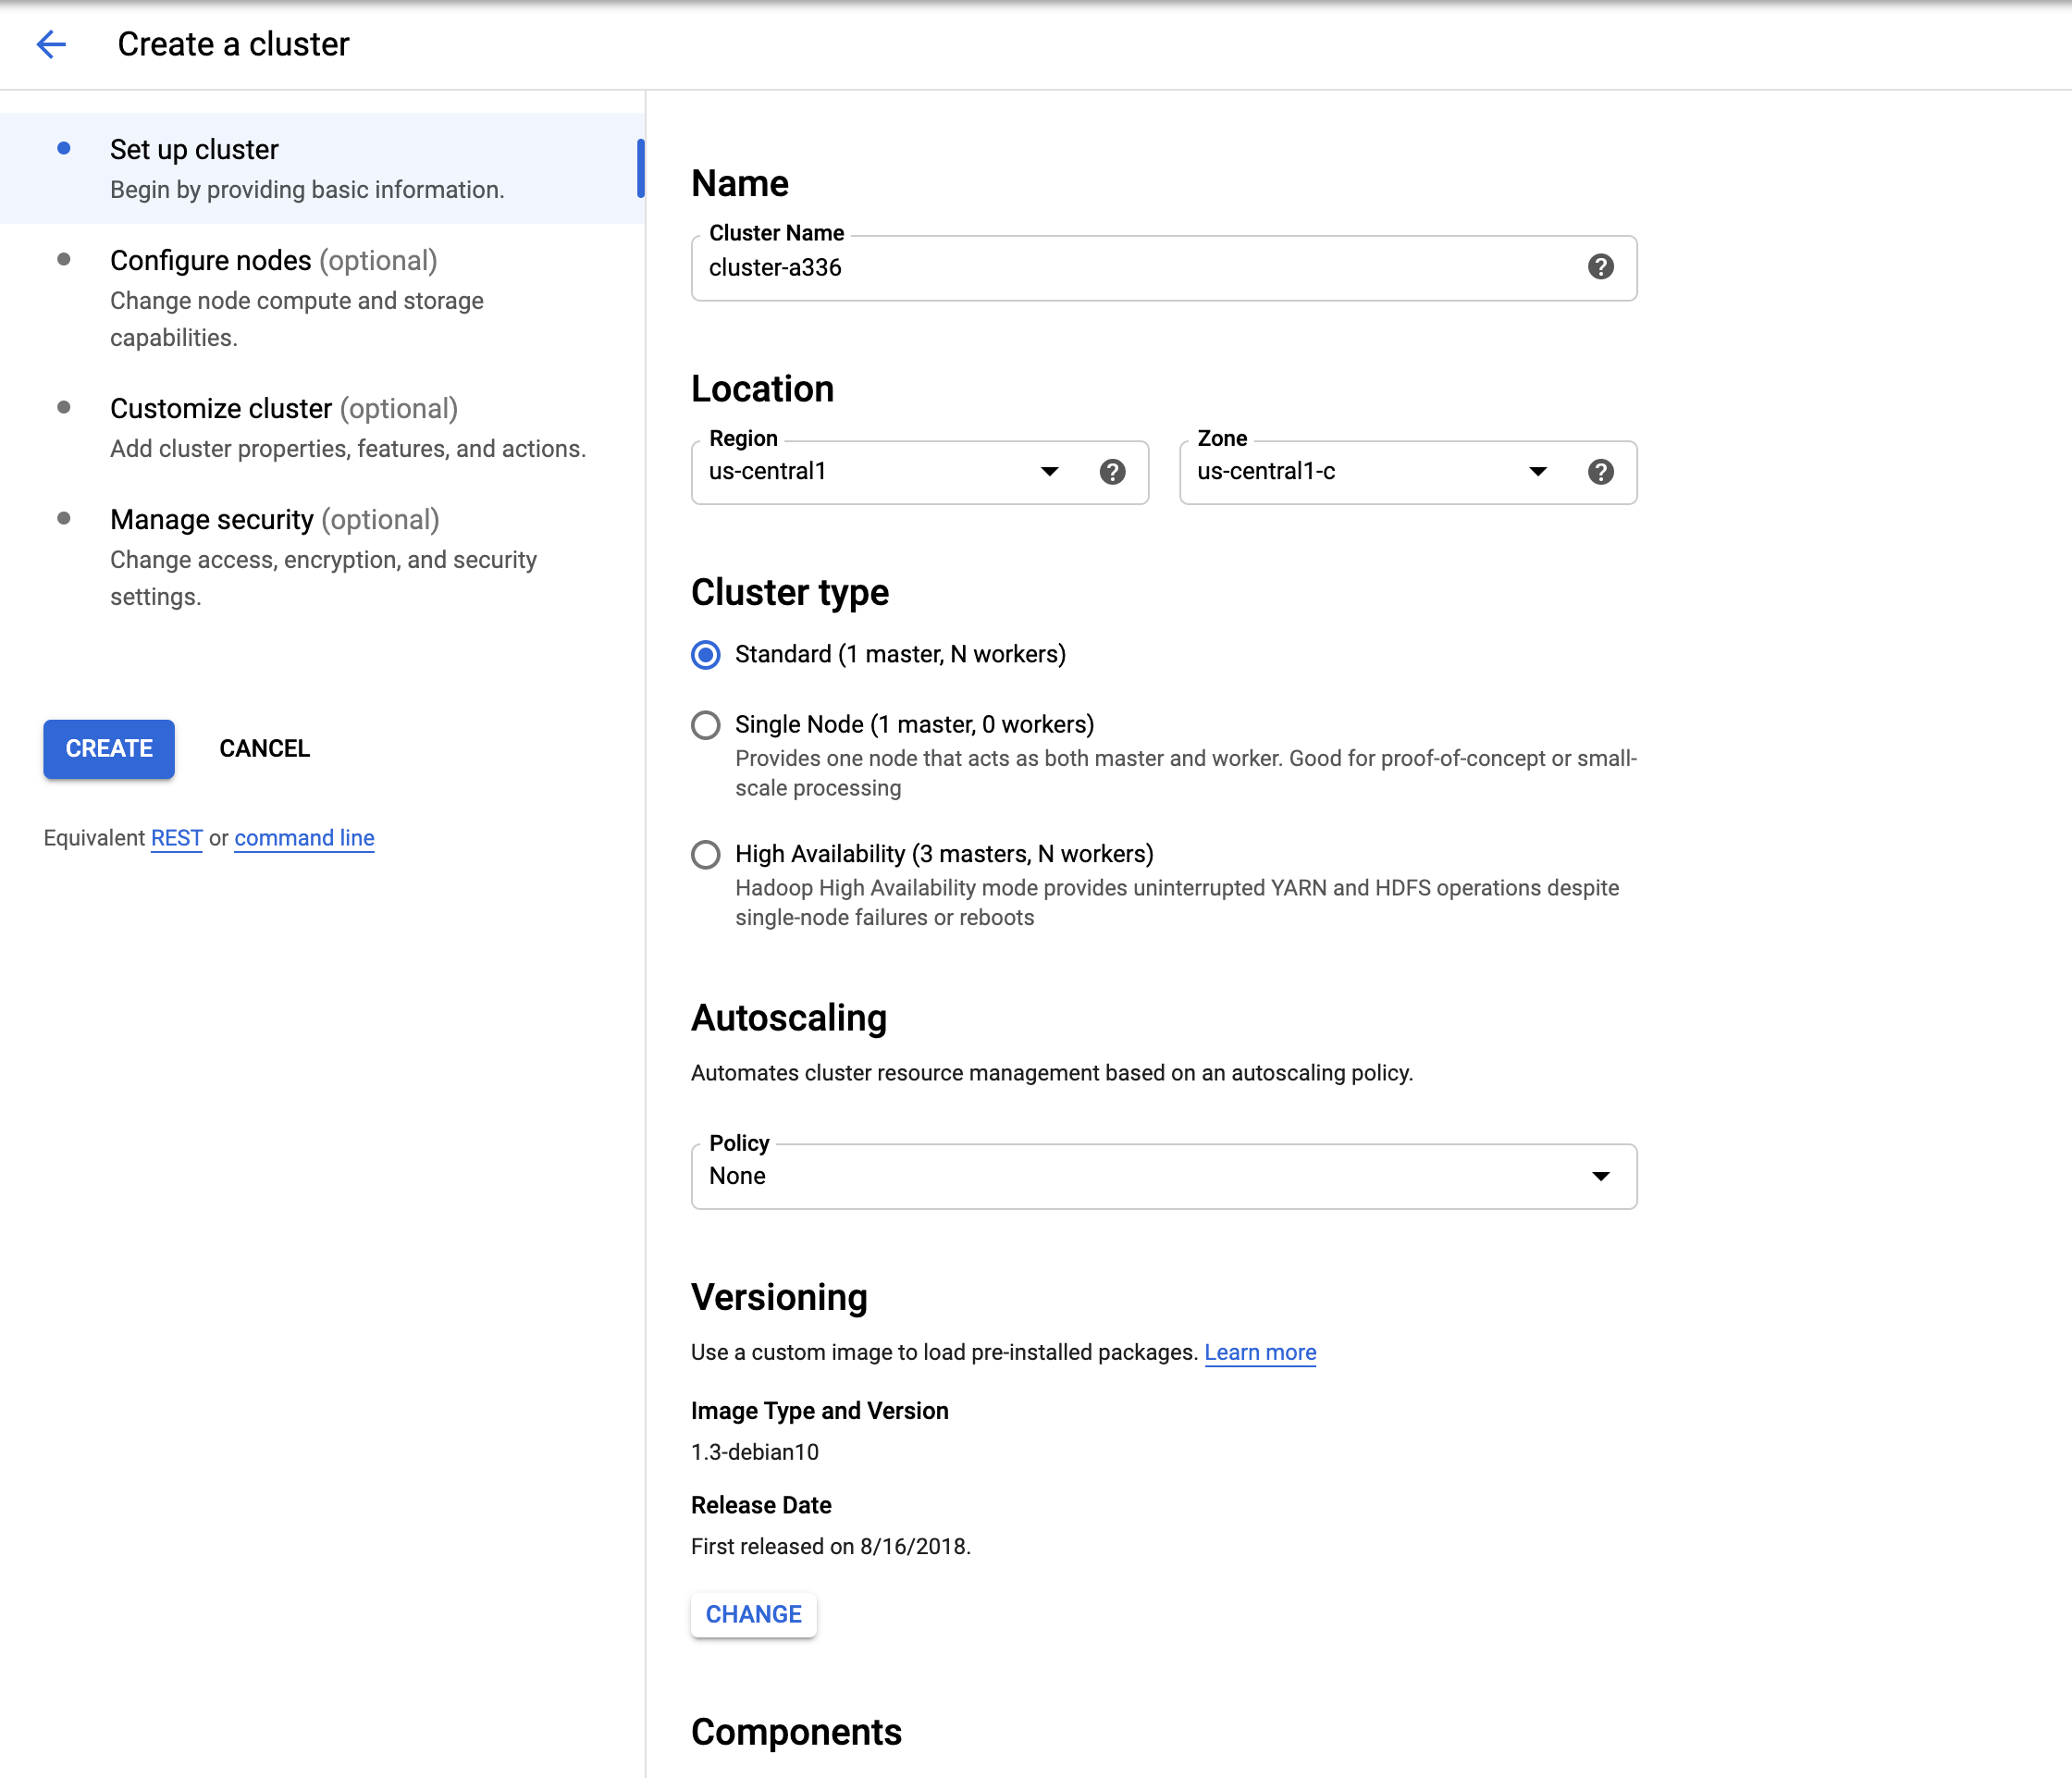 Create a cluster
Set up cluster
Begin by providing basic information.
Configure nodes (optional)
Change node compute and storage
capabilities.
Customize cluster (optional)
Add cluster properties, features, and actions.
Manage security (optional)
Change access, encryption, and security
settings.
CREATE CANCEL
Equivalent REST or command line
Name
Cluster Name
cluster-a336
Location
Region Zone
us-central1 us-central1-c
Cluster type
Standard (1 master, N workers)
Single Node (1 master, 0 workers)
Provides one node that acts as both master and worker. Good for proof-of-concept or small-
scale processing
High Availability (3 masters, N workers)
Hadoop High Availability mode provides uninterrupted YARN and HDFS operations despite
single-node failures or reboots
Autoscaling
Automates cluster resource management based on an autoscaling policy.
Policy
None
Versioning
Use a custom image to load pre-installed packages. Learn more
Image Type and Version
1.3-debian10
Release Date
First released on 8/16/2018.
CHANGE
Components